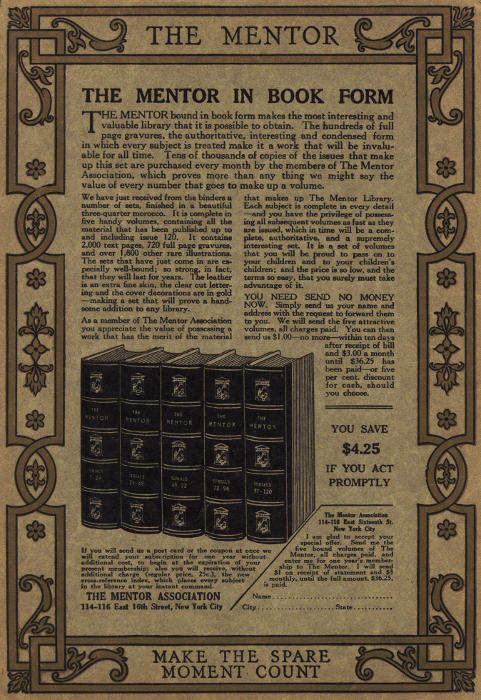 THE MENTOR
THE MENTOR IN BOOK FORM
THE MENTOR bound in book form makes the most interesting and
valuable library that it is possible to obtain. The hundreds of full
page gravures, the authoritative, interesting and condensed form
in which every subject is treated make it a work that will be invalu-
able for all time. Tens of thousands of copies of the issues that make
up this set are purchased every month by the members of The Mentor
Association, which proves more than any thing we might say the
value of every number that goes to make up a volume.
We have just received from the binders a
number of sets, finished in a beautiful
three-quarter morocco. It is complete in
five handy volumes, containing all the
material that has been published up to
and including issue 120. It contains
2,000 text pages, 720 full page gravures,
and over 1,600 other rare illustrations.
The sets that have just come in are es-
pecially well-bound; so strong, in fact,
that they will last for years. The leather
is an extra fine skin, the clear cut letter-
ing and the cover decorations are in gold
—making a set that will prove a hand-
some addition to any library.
As a member of The Mentor Association
you appreciate the value of possessing a
work that has the merit of the material
that makes up The Mentor Library.
Each subject is complete in every detail
—and you have the privilege of possess-
ing all subsequent volumes as fast as they
are issued, which in time will be a com-
plete, authoritative, and a supremely
interesting set. It is a set of volumes
that you will be proud to pass on to
your children and to your children's
children; and the price is so low, and the
terms so easy, that you surely must take
advantage of it.
YOU NEED SEND NO MONEY
NOW. Simply send us your name and
address with the request to forward them
to you. We will send the five attractive
volumes, all charges paid. You can then
send us $1.00—no more—within ten days
after receipt of bill
and $3.00 a month
until $36.25 has
been paid—or five
per cent. discount
for cash, should
you choose.
YOU SAVE
$4.25
IF YOU ACT
PROMPTLY
THE MENTOR
THE MENTOR
THE MENTOR
THE MENTOR
THE MENTOR
SERIALS
SERIALS
SERIALS
SERIALS
SERIALS
97-120
The Mentor Association
114-116 East Sixteenth St.
New York City
I am glad to accept your
special offer. Send me the
five bound volumes of The
Mentor, all charges paid, and
enter me for one year's member-
ship to The Mentor. I will send
$1 on receipt of statement and $3
monthly, until the full amount, $36.25,
is paid.
Name
City State
If you will send us a post card or the coupon at once we
will extend your subscription for one year without
additional cost, to begin at the expiration of your
present membership; also you will receive, without
additional charge (regular price, 25c.), the new
cross-reference index, which places every subject
in the library at your instant command.
THE MENTOR ASSOCIATION
114-116 East 16th Street, New York City
MAKE THE SPARE
MOMENT COUNT